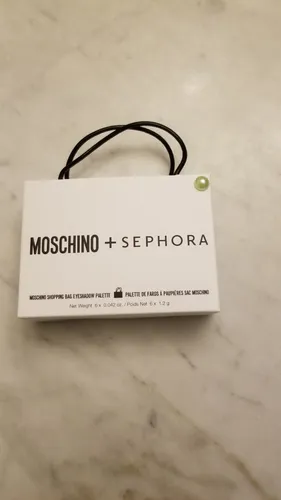 MOSCHINO + SEPHORA
MOSCHINO SHOPPING BAG EYESHADOW PALETTE PALETTE DE FARDS À PAUPIÈRES SAC MOSCHINO
Net Weight 6 x 0.042 oz. / Poids Net 6 x 1.2 g